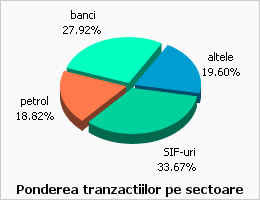 banci
27.92%
altele
19.60%
petrol
18.82%
SIF-uri
33.67%
Ponderea tranzactiilor pe sectoare